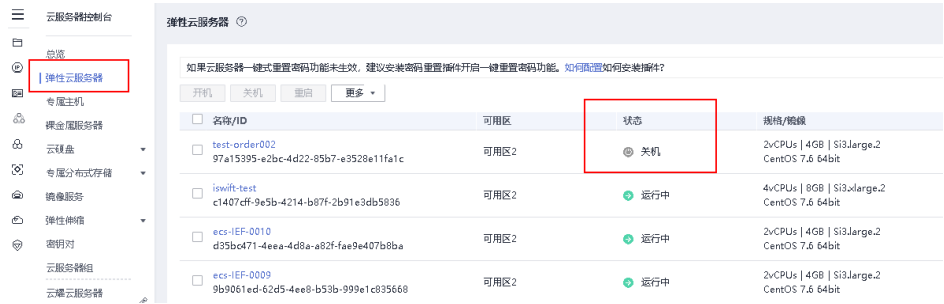 云服务器控制台
总览
弹性云服务器
专属主机
裸金属服务器
云硬盘
专属分布式存储
镜像服务
弹性伸缩
密钥对
云服务器组
云耀云服务器
弹性云服务器
如果云服务器一键式重置密码功能未生效，建议安装密码重置插件开启一键重置密码功能。如何配置如何安装插件？
开机 关机 重启 更多
名称/ID 可用区 状态 规格/镜像
test-order002
97a15395-e2bc-4d22-85b7-e3528e11fa1c
可用区2
关机
2vCPUs | 4GB | Si3.large.2
CentOS 7.6 64bit
iswift-test
c1407cff-9e5b-4214-b87f-2b91e3db5836
可用区2
运行中
4vCPUs | 8GB | Si3.xlarge.2
CentOS 7.6 64bit
ecs-IEF-0010
d35bc471-4eea-4d8a-a82f-fae9e407b8ba
可用区2
运行中
2vCPUs | 4GB | Si3.large.2
CentOS 7.6 64bit
ecs-IEF-0009
9b9061ed-62d5-4ee8-b53b-999e1c835668
可用区2
运行中
2vCPUs | 4GB | Si3.large.2
CentOS 7.6 64bit